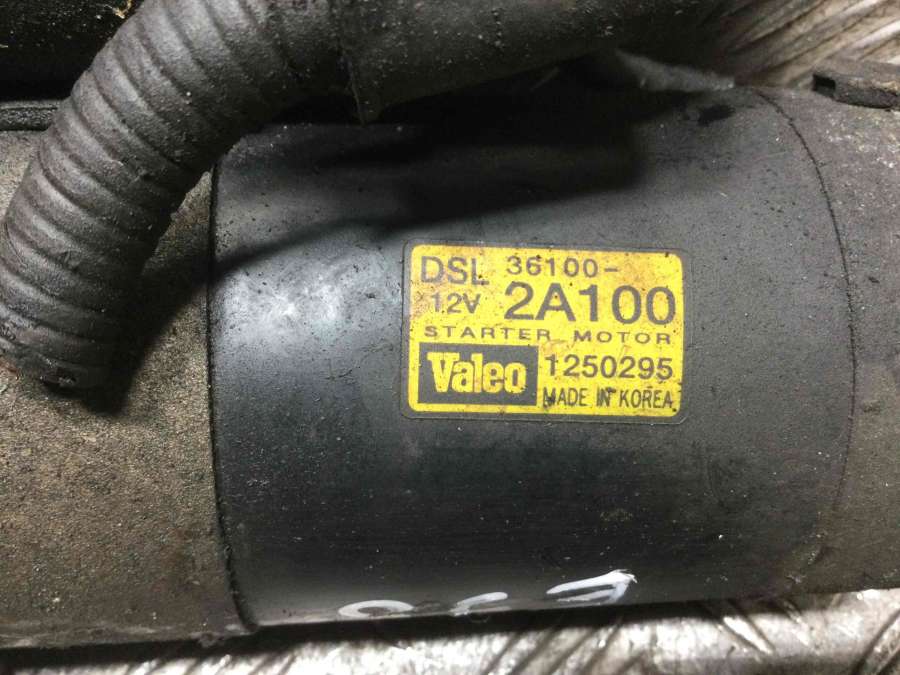 DSL 36100-
12V 2A100
STARTER MOTOR
Valeo 1250295
MADE IN KOREA